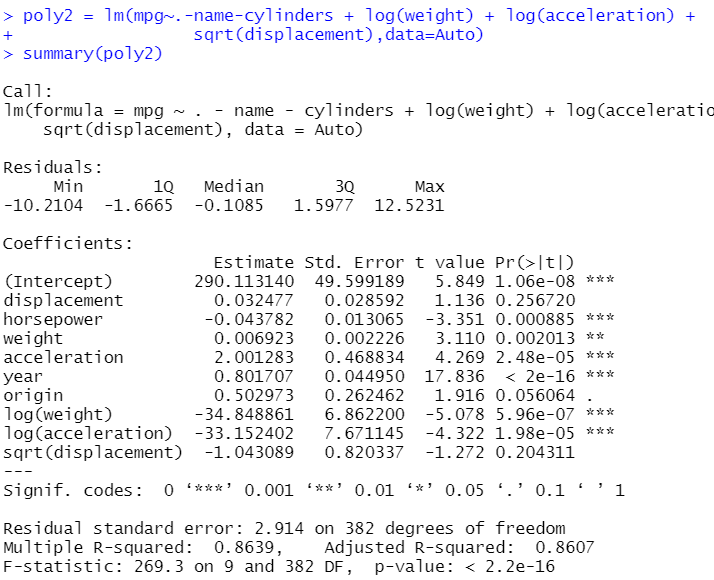 > poly2 = lm(mpg~.-name-cylinders + log(weight) + log(acceleration) +
+                   sqrt(displacement),data=Auto)
> summary(poly2)
Call:
lm(formula = mpg ~ . - name - cylinders + log(weight) + log(acceleratio
    sqrt(displacement), data = Auto)
Residuals:
     Min       1Q   Median       3Q      Max
-10.2104  -1.6665  -0.1085   1.5977  12.5231
Coefficients:
                     Estimate Std. Error t value Pr(>|t|)
(Intercept)        290.113140  49.599189   5.849 1.06e-08 ***
displacement         0.032477   0.028592   1.136 0.256720
horsepower          -0.043782   0.013065  -3.351 0.000885 ***
weight               0.006923   0.002226   3.110 0.002013 **
acceleration         2.001283   0.468834   4.269 2.48e-05 ***
year                 0.801707   0.044950  17.836  < 2e-16 ***
origin               0.502973   0.262462   1.916 0.056064 .
log(weight)        -34.848861   6.862200  -5.078 5.96e-07 ***
log(acceleration)  -33.152402   7.671145  -4.322 1.98e-05 ***
sqrt(displacement)  -1.043089   0.820337  -1.272 0.204311
---
Signif. codes:  0 ‘***’ 0.001 ‘**’ 0.01 ‘*’ 0.05 ‘.’ 0.1 ‘ ’ 1
Residual standard error: 2.914 on 382 degrees of freedom
Multiple R-squared:  0.8639,    Adjusted R-squared:  0.8607
F-statistic: 269.3 on 9 and 382 DF,  p-value: < 2.2e-16